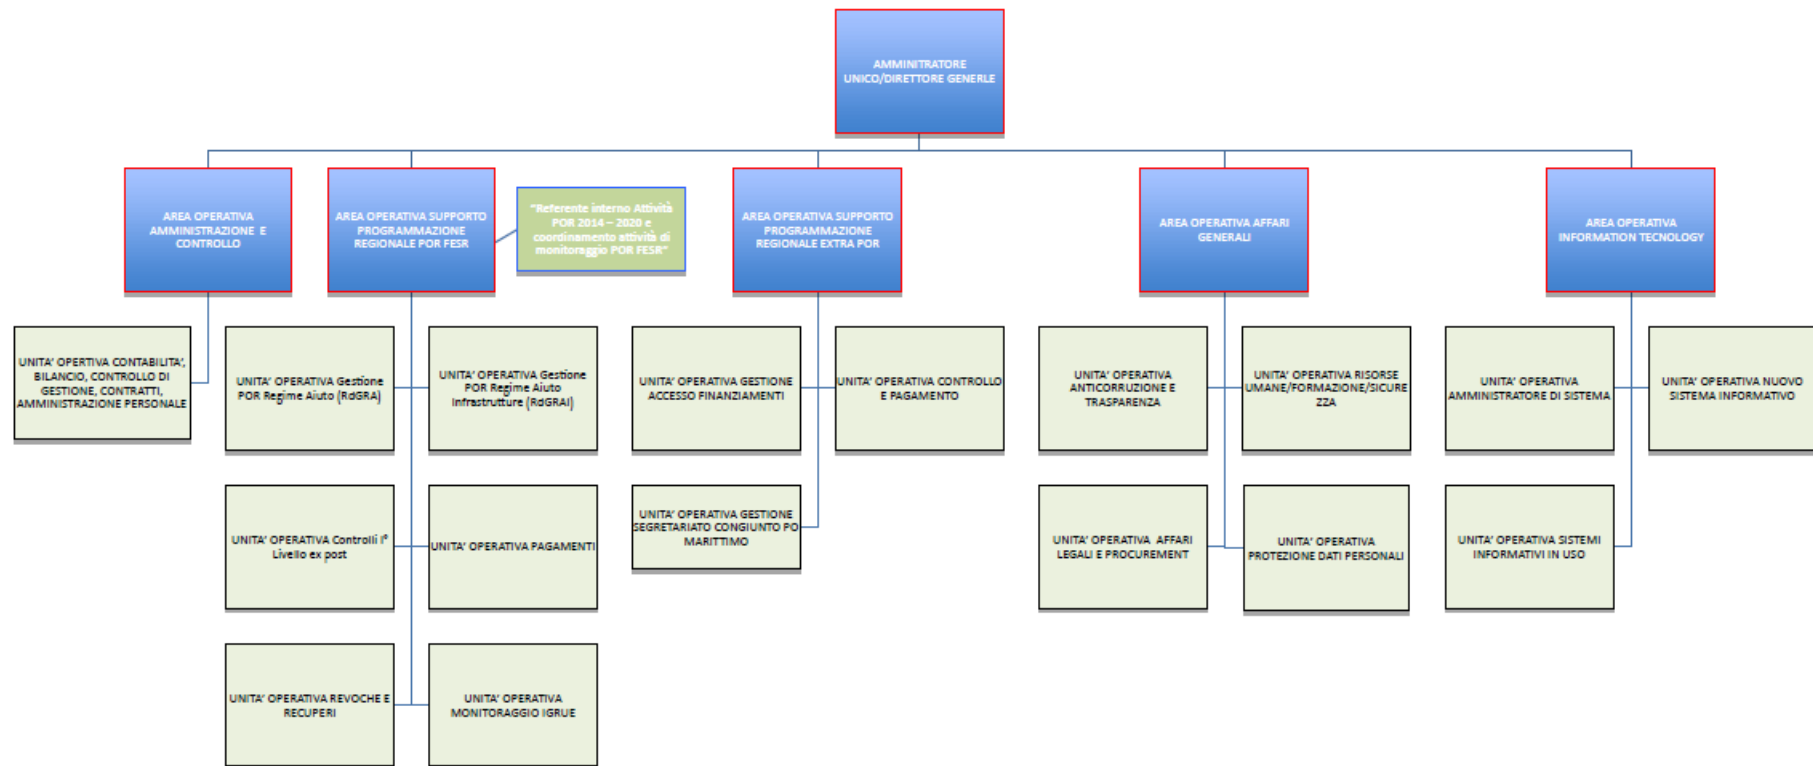 AMMINITRATORE
UNICO/DIRETTORE GENERLE
AREA OPERATIVA
AMMINISTRAZIONE E
CONTROLLO
AREA OPERATIVA SUPPORTO
PROGRAMMAZIONE
REGIONALE POR FESR
"Referente interno Attività
POR 2014 – 2020 e
coordinamento attività di
monitoraggio POR FESR"
AREA OPERATIVA SUPPORTO
PROGRAMMAZIONE
REGIONALE EXTRA POR
AREA OPERATIVA AFFARI
GENERALI
AREA OPERATIVA
INFORMATION TECNOLOGY
UNITA' OPERTIVA CONTABILITA',
BILANCIO, CONTROLLO DI
GESTIONE, CONTRATTI,
AMMINISTRAZIONE PERSONALE
UNITA' OPERATIVA Gestione
POR Regime Aiuto (RdGRA)
UNITA' OPERATIVA Gestione
POR Regime Aiuto
Infrastrutture (RdGRAI)
UNITA' OPERATIVA GESTIONE
ACCESSO FINANZIAMENTI
UNITA' OPERATIVA CONTROLLO
E PAGAMENTO
UNITA' OPERATIVA
ANTICORRUZIONE E
TRASPARENZA
UNITA' OPERATIVA RISORSE
UMANE/FORMAZIONE/SICURE
ZZA
UNITA' OPERATIVA
AMMINISTRATORE DI SISTEMA
UNITA' OPERATIVA NUOVO
SISTEMA INFORMATIVO
UNITA' OPERATIVA Controlli I°
Livello ex post
UNITA' OPERATIVA PAGAMENTI
UNITA' OPERATIVA GESTIONE
SEGRETARIATO CONGIUNTO PO
MARITTIMO
UNITA' OPERATIVA AFFARI
LEGALI E PROCUREMENT
UNITA' OPERATIVA
PROTEZIONE DATI PERSONALI
UNITA' OPERATIVA SISTEMI
INFORMATIVI IN USO
UNITA' OPERATIVA REVOCHE E
RECUPERI
UNITA' OPERATIVA
MONITORAGGIO IGRUE